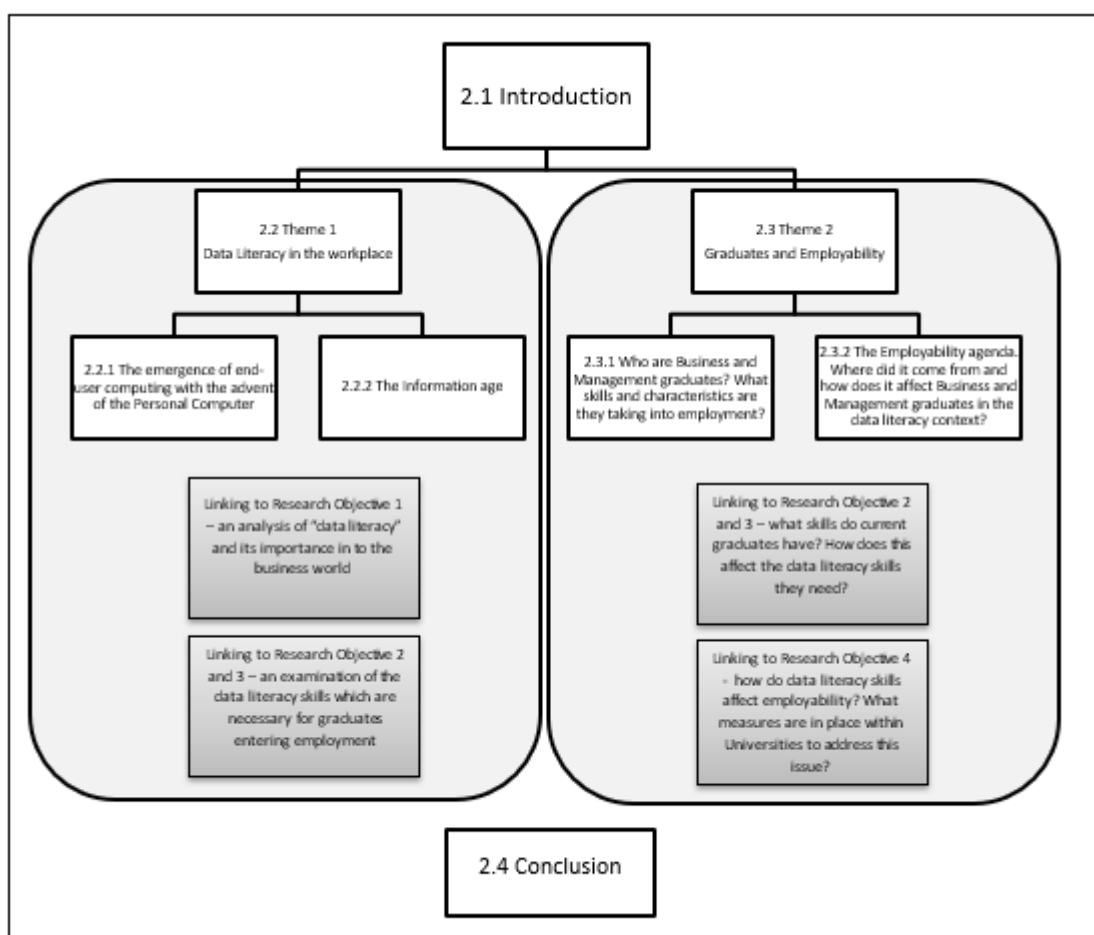 2.1 Introduction
2.2 Theme 1
Data Literacy in the workplace
2.3 Theme 2
Graduates and Employability
2.2.1 The emergence of end-
user computing with the advent
of the Personal Computer
2.2.2 The Information age
2.3.1 Who are Business and
Management graduates? What
skills and characteristics are
they taking into employment?
2.3.2 The Employability agenda.
Where did it come from and
how does it affect Business and
Management graduates in the
data literacy context?
Linking to Research Objective 1
– an analysis of "data literacy"
and its importance in to the
business world
Linking to Research Objective 2
and 3 – an examination of the
data literacy skills which are
necessary for graduates
entering employment
Linking to Research Objective 2
and 3 – what skills do current
graduates have? How does this
affect the data literacy skills
they need?
Linking to Research Objective 4
- how do data literacy skills
affect employability? What
measures are in place within
Universities to address this
issue?
2.4 Conclusion